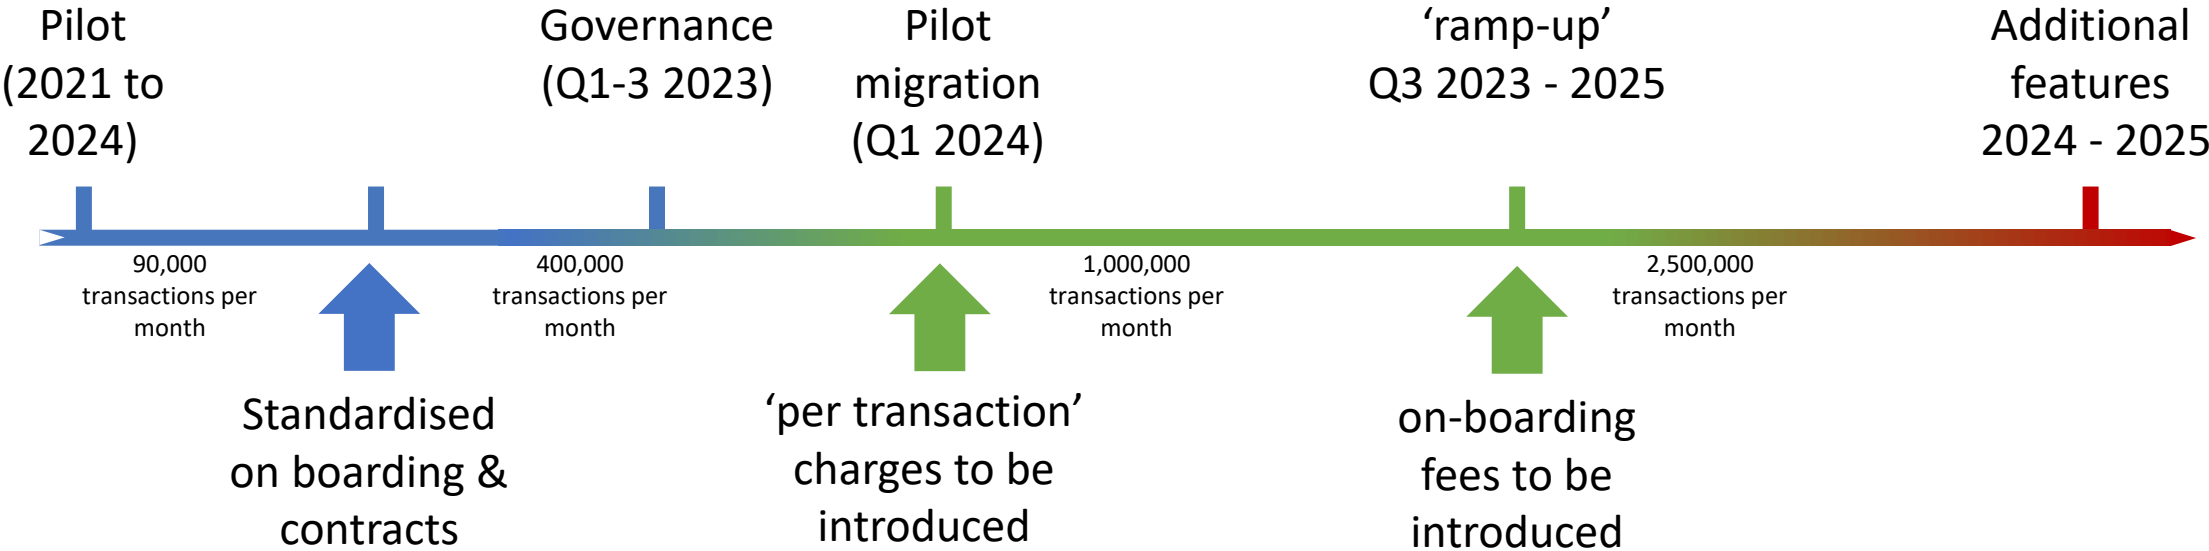 Pilot
(2021 to
2024)
Governance
(Q1-3 2023)
Pilot
migration
(Q1 2024)
‘ramp-up’
Q3 2023 - 2025
Additional
features
2024 - 2025
90,000
transactions per
month
400,000
transactions per
month
1,000,000
transactions per
month
2,500,000
transactions per
month
Standardised
on boarding &
contracts
‘per transaction’
charges to be
introduced
on-boarding
fees to be
introduced